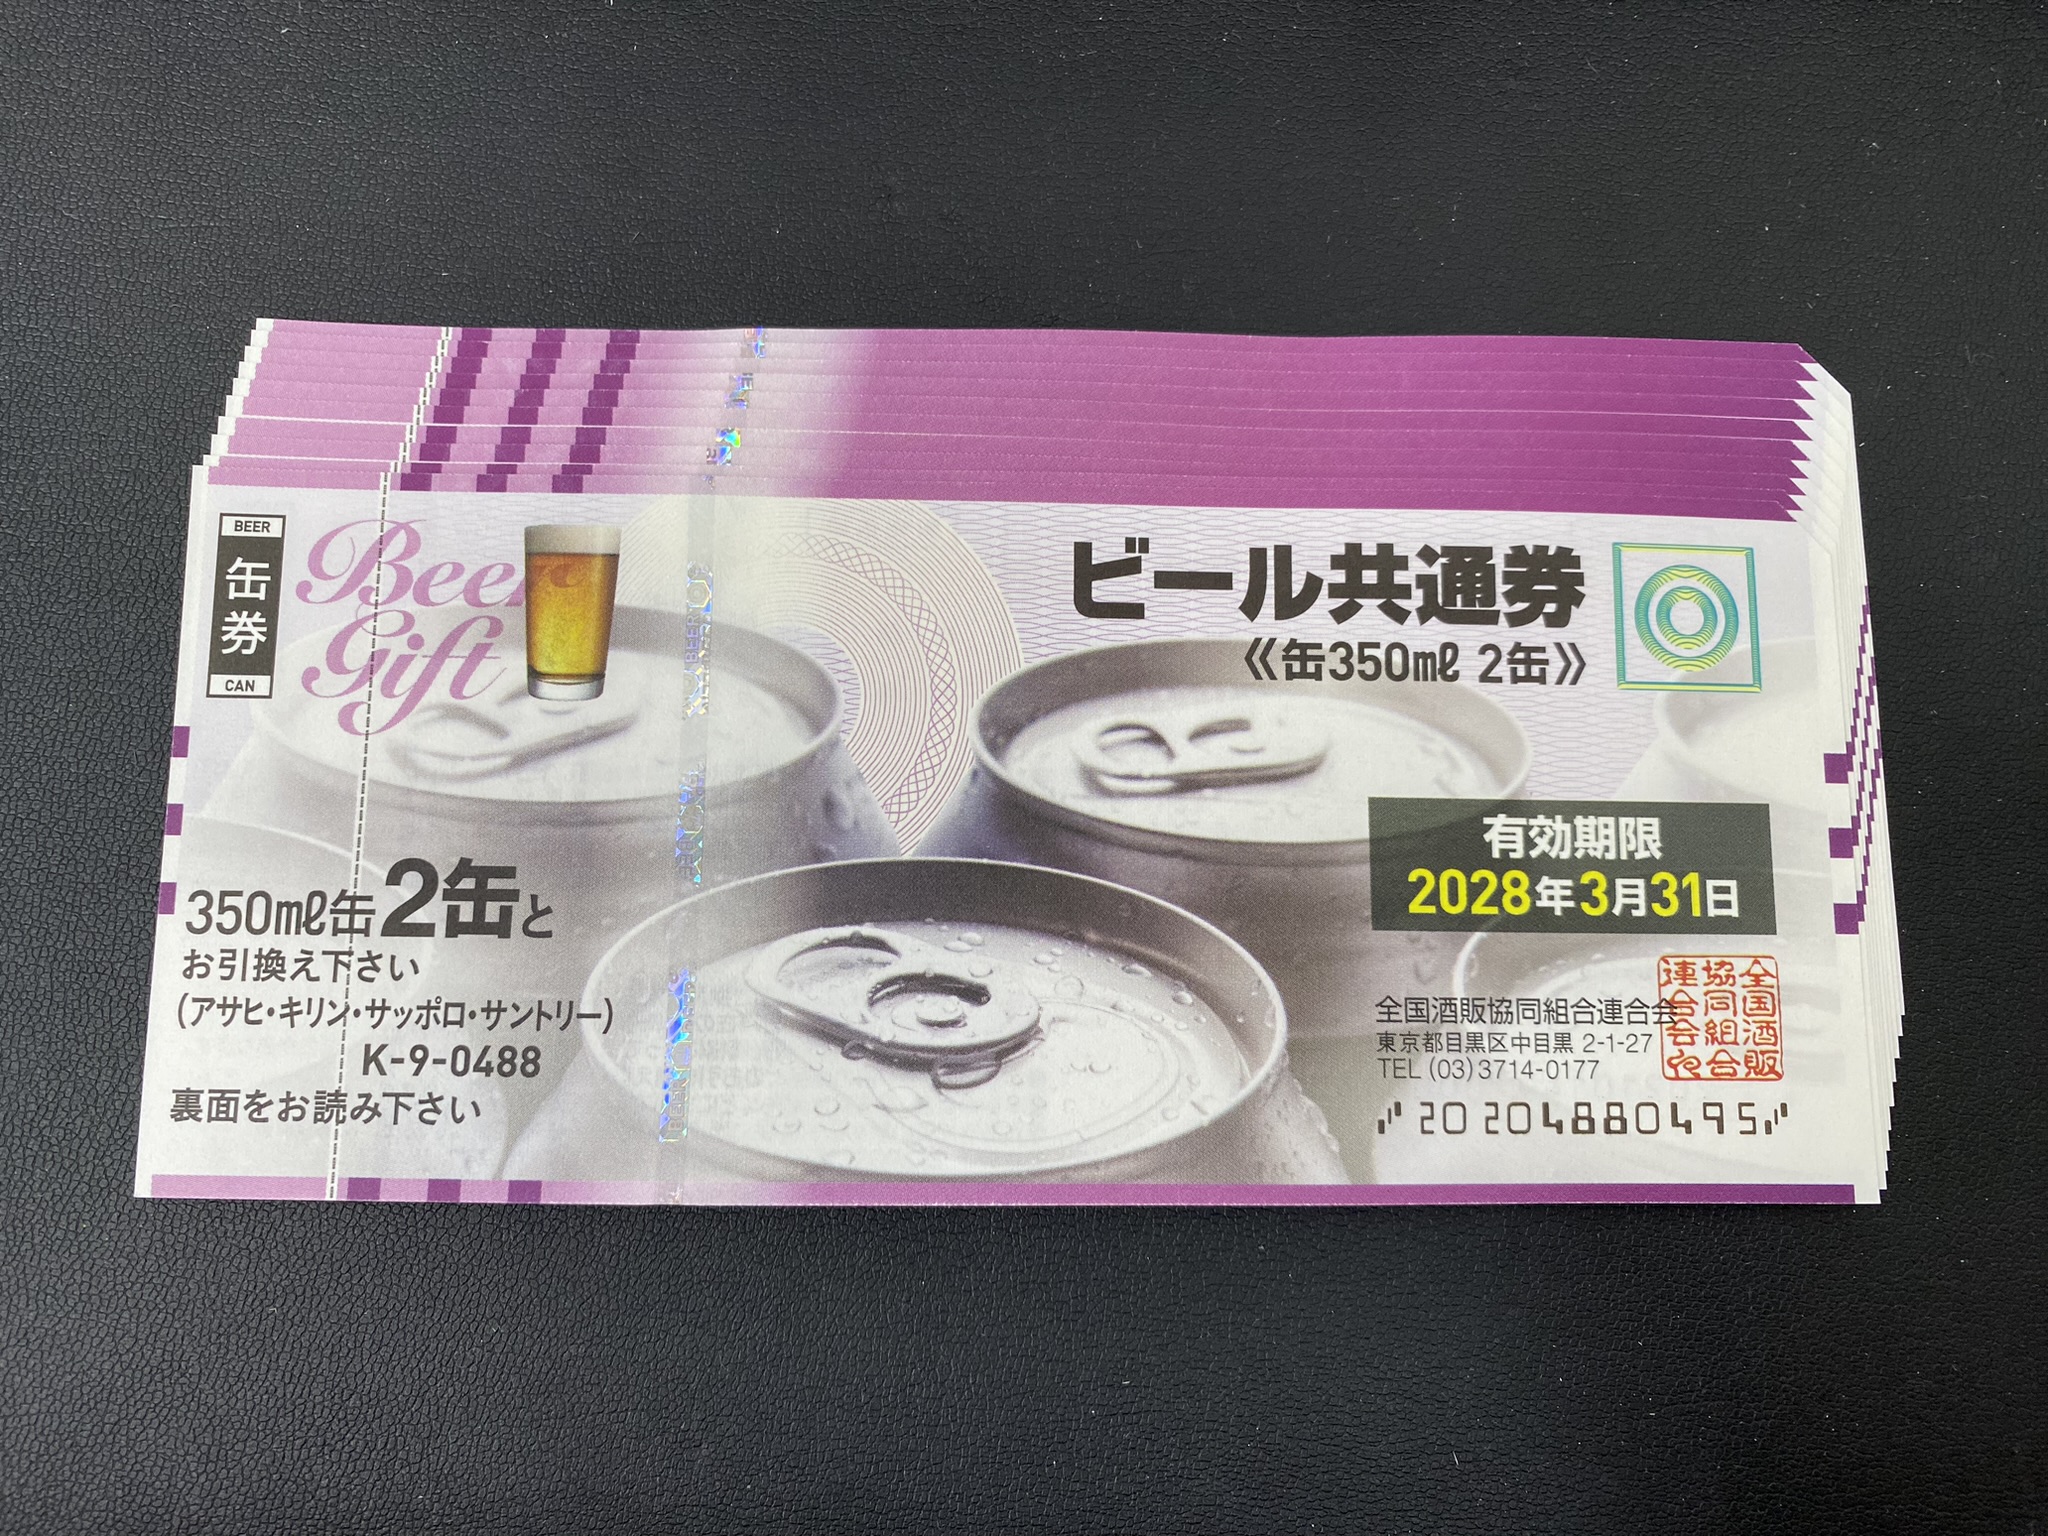 BEER
缶券
CAN
Beer
Gift
ビール共通券
《缶350mℓ 2缶》
有効期限
2028年3月31日
350mℓ缶2缶と
お引換え下さい
(アサヒ・キリン・サッポロ・サントリー)
K-9-0488
裏面をお読み下さい
全国酒販協同組合連合会
東京都目黒区中目黒 2-1-27
TEL (03) 3714-0177
20 204880495
全国酒販
協同組合
連合会印